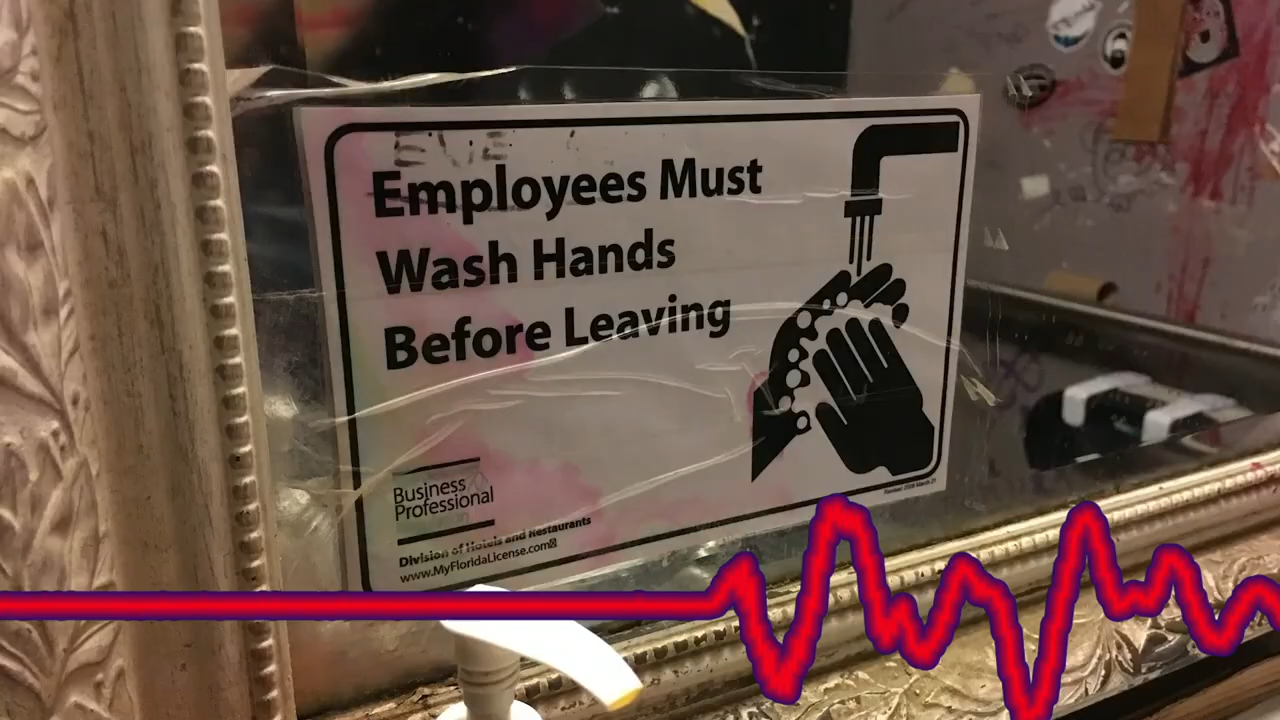 Employees Must
Wash Hands
Before Leaving
Business
Professional
Division of Hotels and Restaurants
www.MyFloridaLicense.com